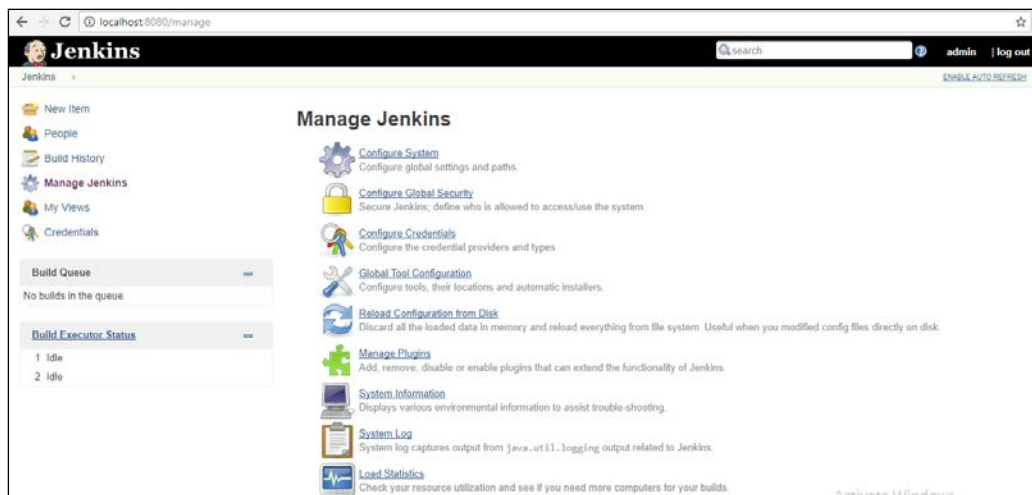 localhost:8080/manage
Jenkins
search
admin | log out
Jenkins
ENABLE AUTO REFRESH
New Item
People
Build History
Manage Jenkins
My Views
Credentials
Build Queue
No builds in the queue.
Build Executor Status
1 Idle
2 Idle
Manage Jenkins
Configure System
Configure global settings and paths.
Configure Global Security
Secure Jenkins; define who is allowed to access/use the system.
Configure Credentials
Configure the credential providers and types
Global Tool Configuration
Configure tools, their locations and automatic installers.
Reload Configuration from Disk
Discard all the loaded data in memory and reload everything from file system. Useful when you modified config files directly on disk.
Manage Plugins
Add, remove, disable or enable plugins that can extend the functionality of Jenkins.
System Information
Displays various environmental information to assist trouble-shooting.
System Log
System log captures output from java.util.logging output related to Jenkins.
Load Statistics
Check your resource utilization and see if you need more computers for your builds.
Activate Windows